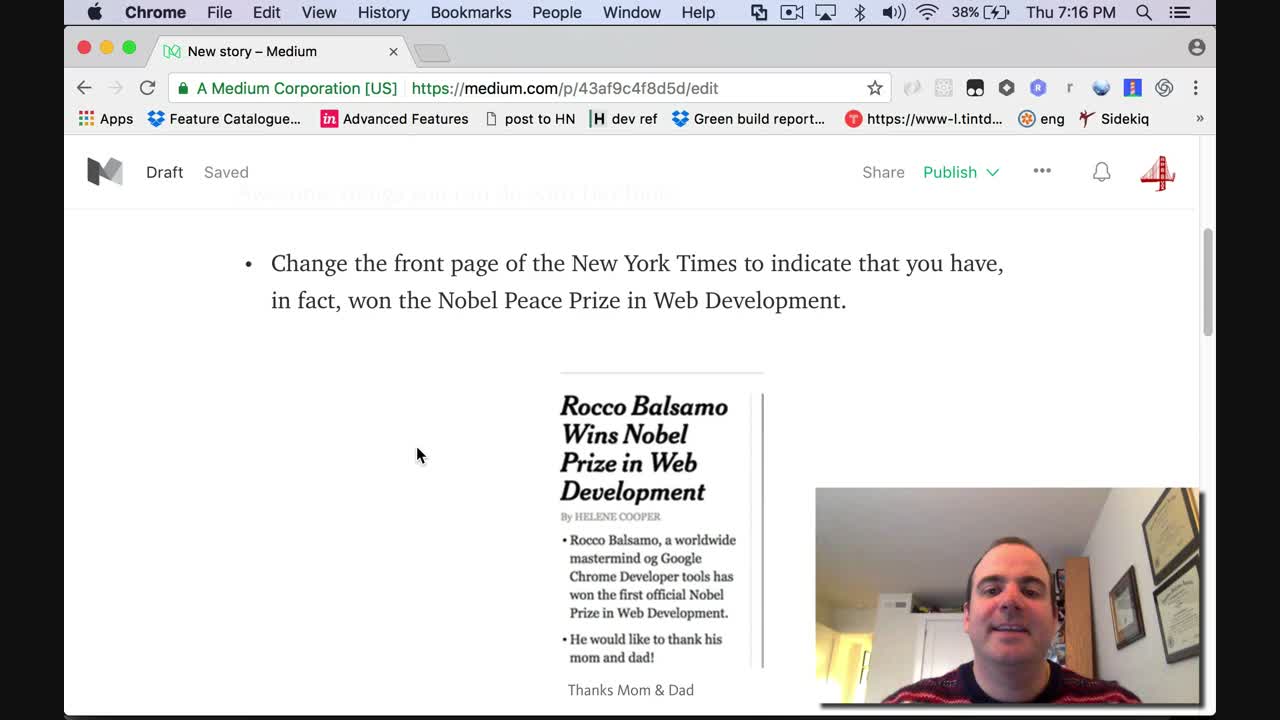 Chrome File Edit View History Bookmarks People Window Help 38% Thu 7:16 PM
New story – Medium
A Medium Corporation [US] https://medium.com/p/43af9c4f8d5d/edit
Apps Feature Catalogue... in Advanced Features post to HN H dev ref Green build report... T https://www-l.tintd... eng Sidekiq »
Draft Saved Share Publish
• Change the front page of the New York Times to indicate that you have,
in fact, won the Nobel Peace Prize in Web Development.
Rocco Balsamo
Wins Nobel
Prize in Web
Development
By HELENE COOPER
• Rocco Balsamo, a worldwide
mastermind og Google
Chrome Developer tools has
won the first official Nobel
Prize in Web Development.
• He would like to thank his
mom and dad!
Thanks Mom & Dad